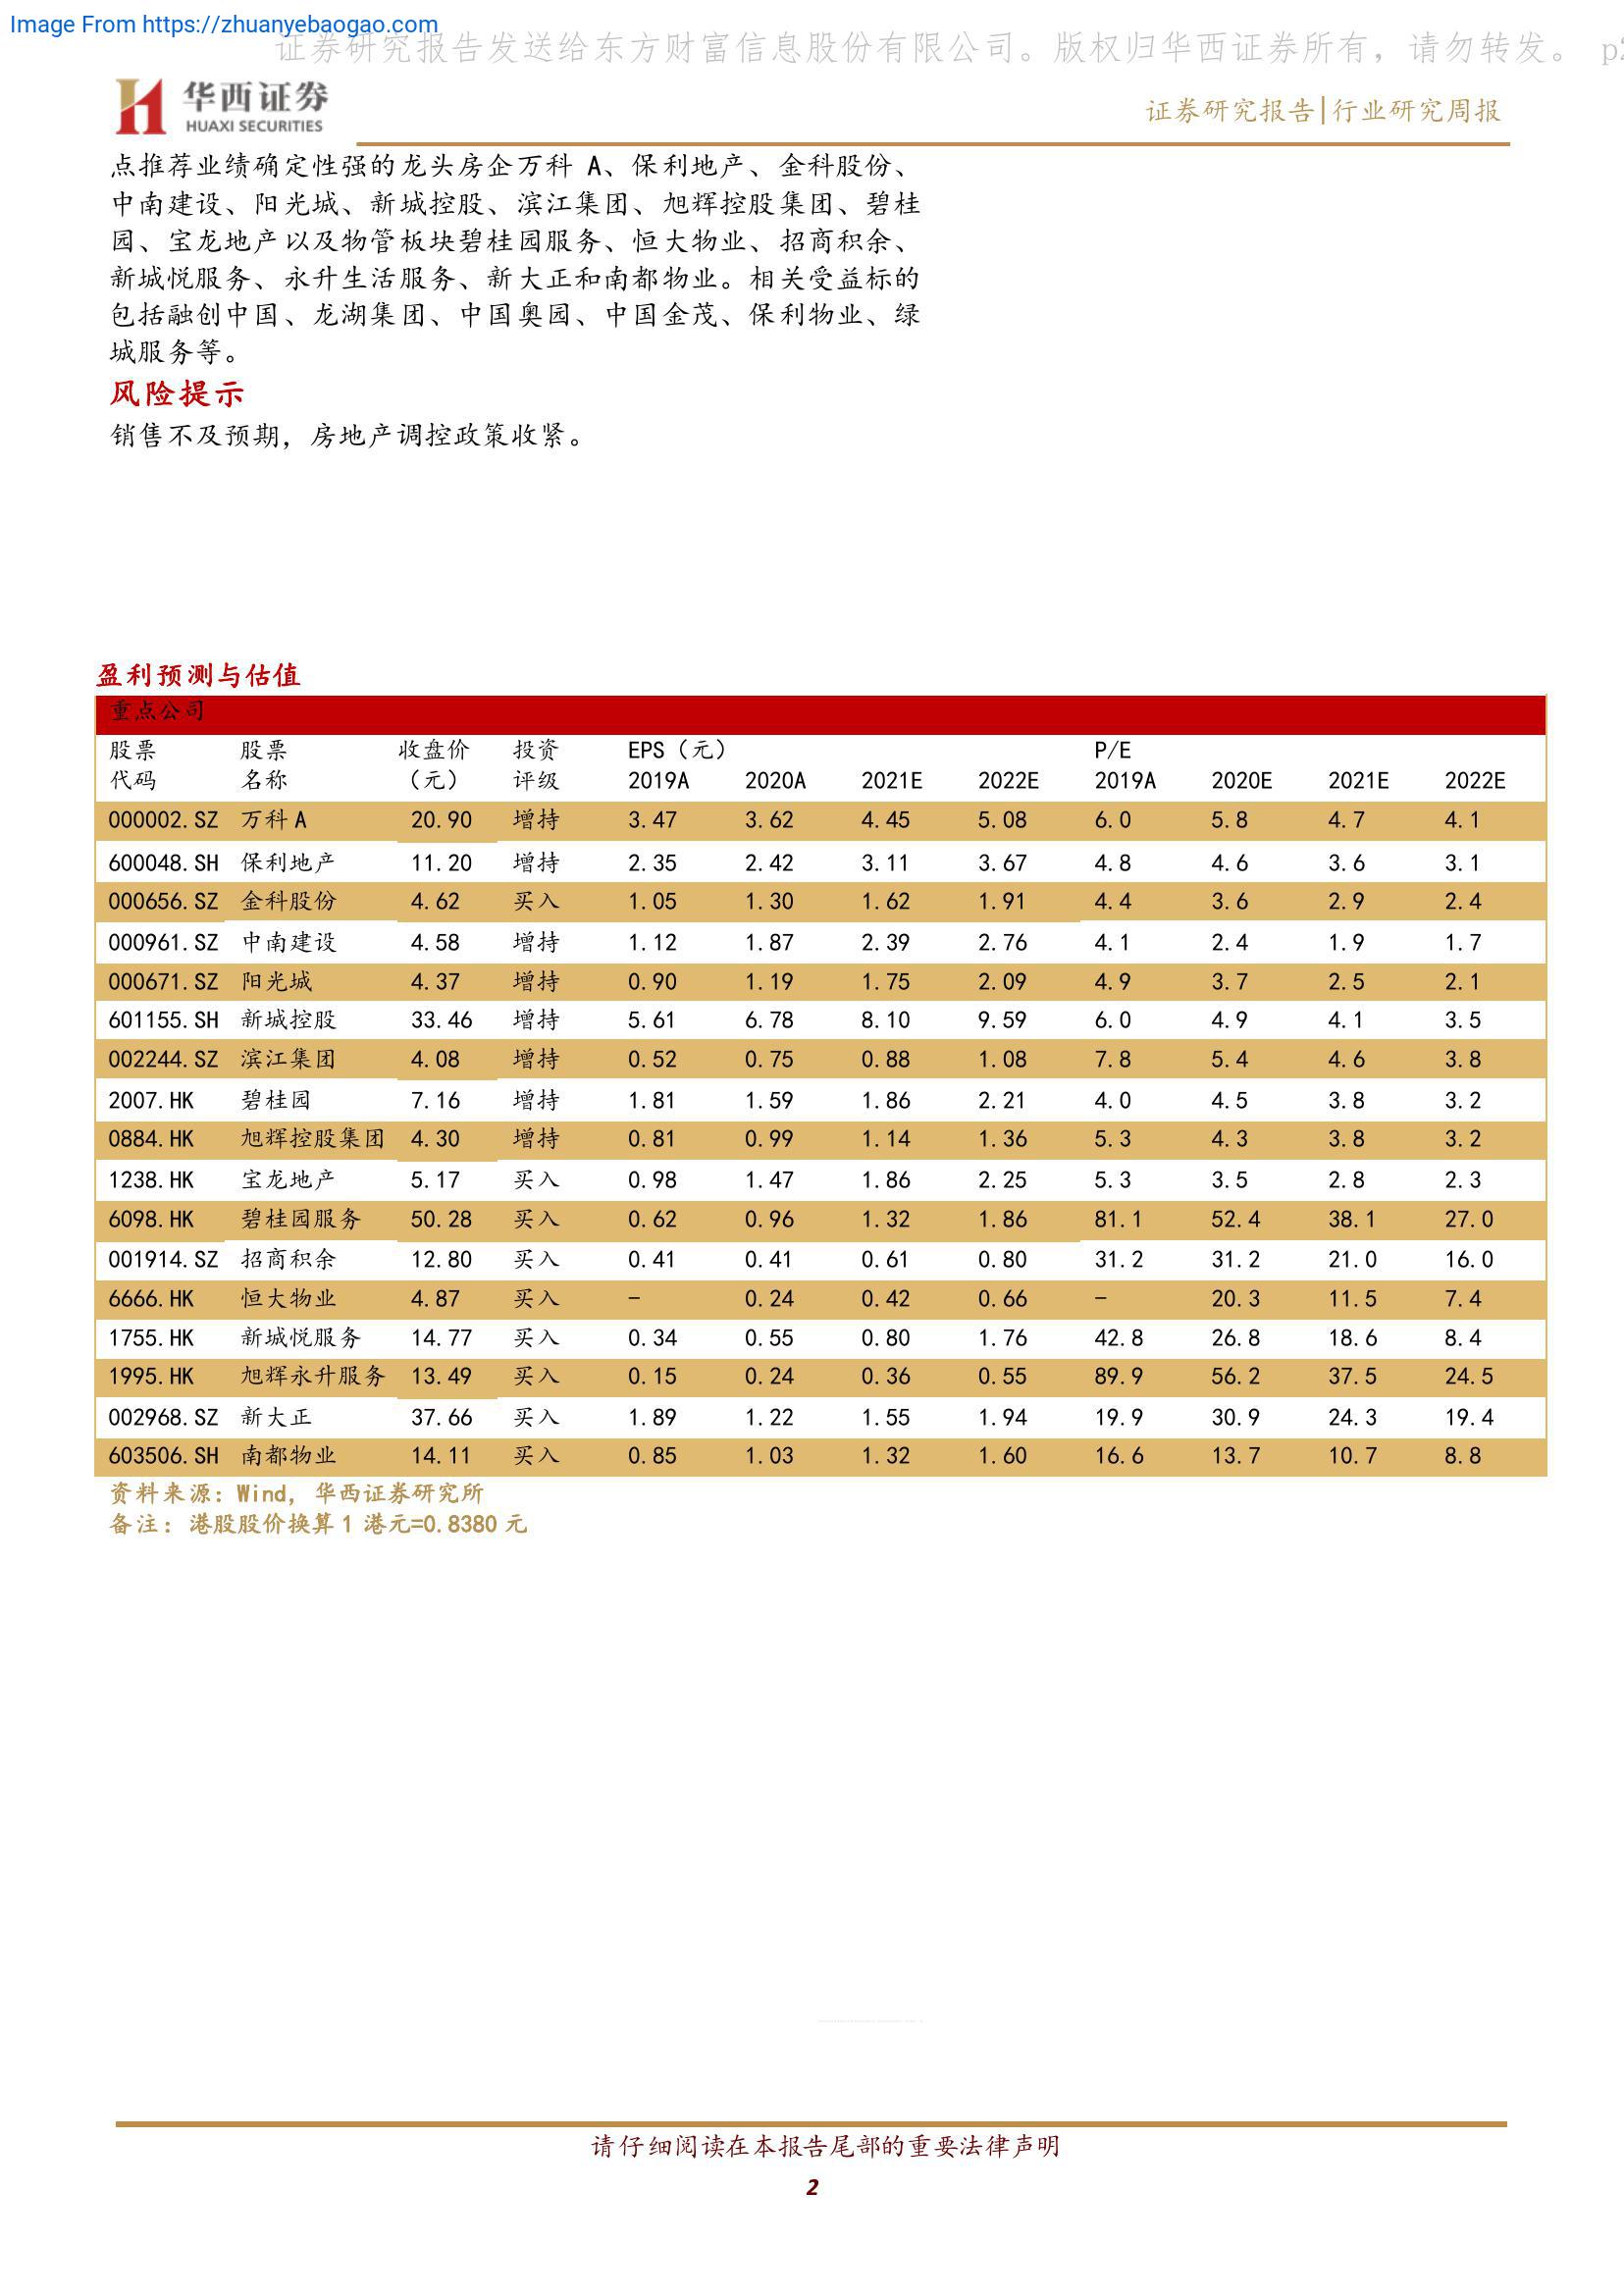 Image From https://zhuanyebaogao.com
证券研究报告发送给东方财富信息股份有限公司。版权归华西证券所有，请勿转发。 p2
华西证券
HUAXI SECURITIES
证券研究报告|行业研究周报
点推荐业绩确定性强的龙头房企万科 A、保利地产、金科股份、
中南建设、阳光城、新城控股、滨江集团、旭辉控股集团、碧桂
园、宝龙地产以及物管板块碧桂园服务、恒大物业、招商积余、
新城悦服务、永升生活服务、新大正和南都物业。相关受益标的
包括融创中国、龙湖集团、中国奥园、中国金茂、保利物业、绿
城服务等。
风险提示
销售不及预期，房地产调控政策收紧。
盈利预测与估值
重点公司
股票 股票 收盘价 投资 EPS（元） P/E
代码 名称 （元） 评级 2019A 2020A 2021E 2022E 2019A 2020E 2021E 2022E
000002.SZ 万科 A 20.90 增持 3.47 3.62 4.45 5.08 6.0 5.8 4.7 4.1
600048.SH 保利地产 11.20 增持 2.35 2.42 3.11 3.67 4.8 4.6 3.6 3.1
000656.SZ 金科股份 4.62 买入 1.05 1.30 1.62 1.91 4.4 3.6 2.9 2.4
000961.SZ 中南建设 4.58 增持 1.12 1.87 2.39 2.76 4.1 2.4 1.9 1.7
000671.SZ 阳光城 4.37 增持 0.90 1.19 1.75 2.09 4.9 3.7 2.5 2.1
601155.SH 新城控股 33.46 增持 5.61 6.78 8.10 9.59 6.0 4.9 4.1 3.5
002244.SZ 滨江集团 4.08 增持 0.52 0.75 0.88 1.08 7.8 5.4 4.6 3.8
2007.HK 碧桂园 7.16 增持 1.81 1.59 1.86 2.21 4.0 4.5 3.8 3.2
0884.HK 旭辉控股集团 4.30 增持 0.81 0.99 1.14 1.36 5.3 4.3 3.8 3.2
1238.HK 宝龙地产 5.17 买入 0.98 1.47 1.86 2.25 5.3 3.5 2.8 2.3
6098.HK 碧桂园服务 50.28 买入 0.62 0.96 1.32 1.86 81.1 52.4 38.1 27.0
001914.SZ 招商积余 12.80 买入 0.41 0.41 0.61 0.80 31.2 31.2 21.0 16.0
6666.HK 恒大物业 4.87 买入 - 0.24 0.42 0.66 - 20.3 11.5 7.4
1755.HK 新城悦服务 14.77 买入 0.34 0.55 0.80 1.76 42.8 26.8 18.6 8.4
1995.HK 旭辉永升服务 13.49 买入 0.15 0.24 0.36 0.55 89.9 56.2 37.5 24.5
002968.SZ 新大正 37.66 买入 1.89 1.22 1.55 1.94 19.9 30.9 24.3 19.4
603506.SH 南都物业 14.11 买入 0.85 1.03 1.32 1.60 16.6 13.7 10.7 8.8
资料来源：Wind，华西证券研究所
备注：港股股价换算 1 港元=0.8380 元
请仔细阅读在本报告尾部的重要法律声明
2